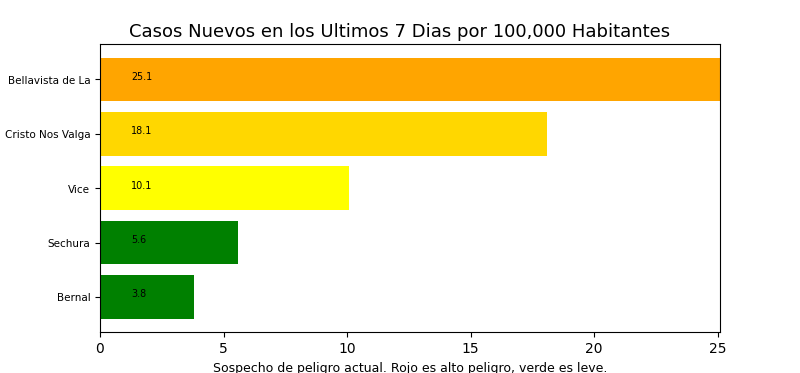 Casos Nuevos en los Ultimos 7 Dias por 100,000 Habitantes
Bellavista de La 25.1
Cristo Nos Valga 18.1
Vice 10.1
Sechura 5.6
Bernal 3.8
0 5 10 15 20 25
Sospecho de peligro actual. Rojo es alto peligro, verde es leve.